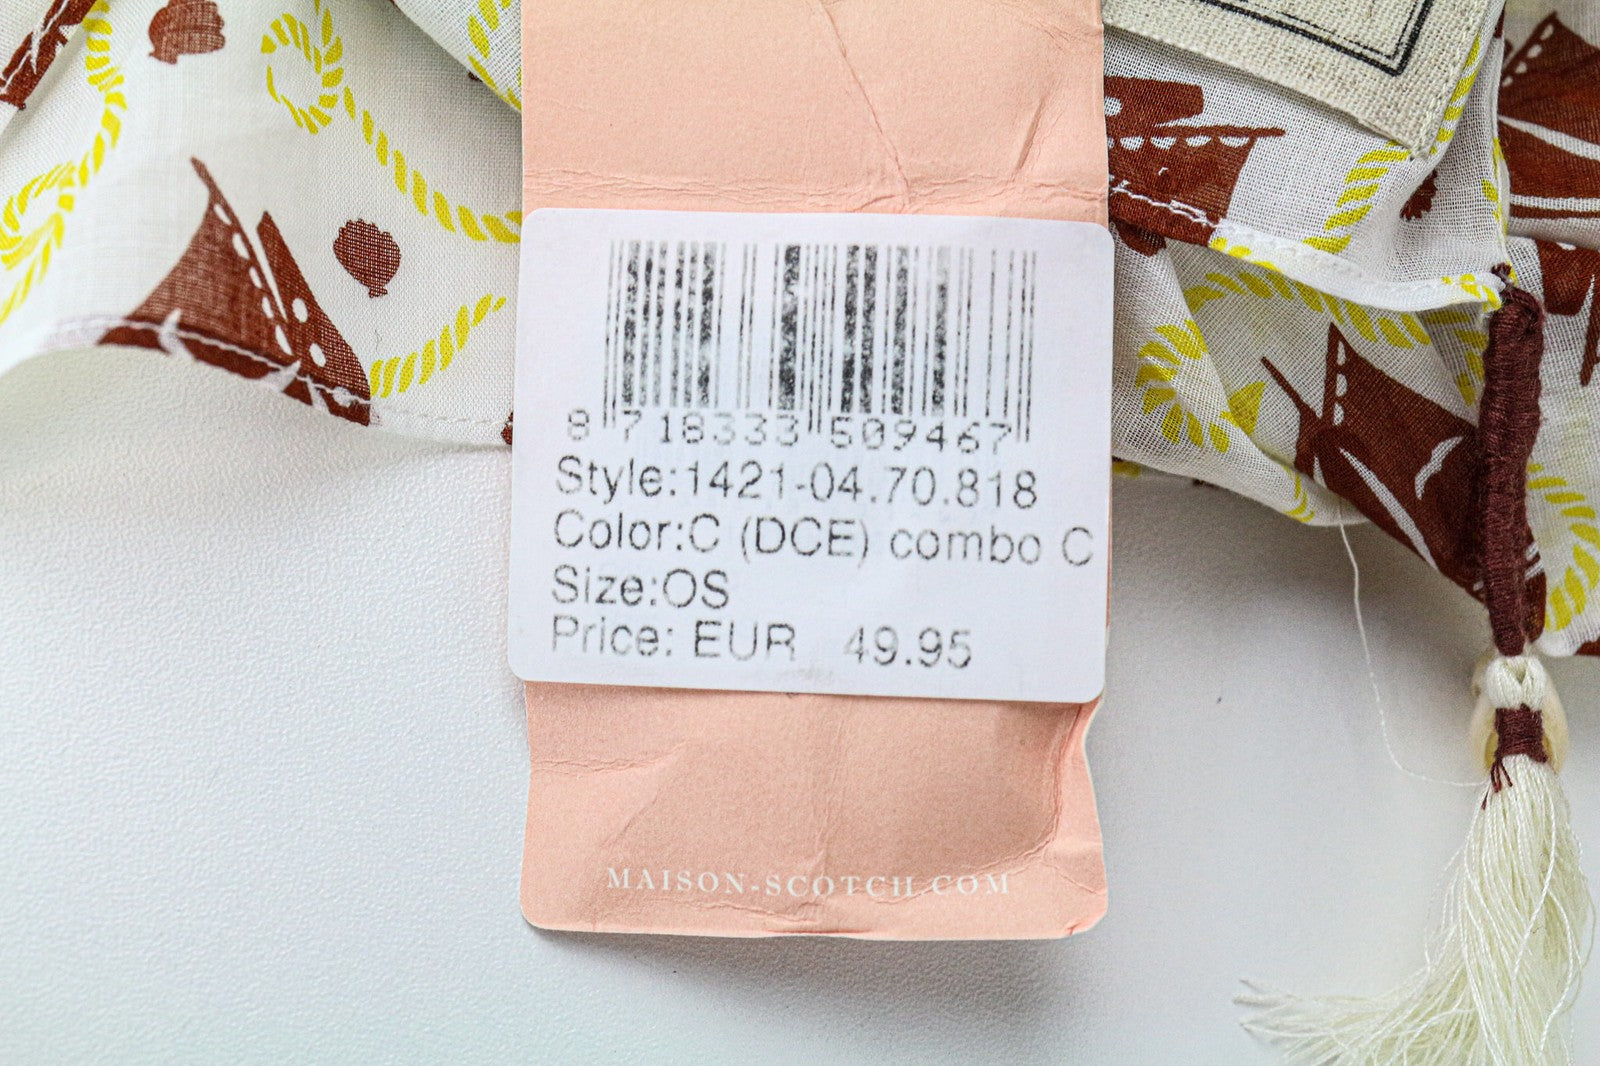 8 718333 509467
Style:1421-04.70.818
Color:C (DCE) combo C
Size:OS
Price: EUR 49.95
MAISON-SCOTCH.COM